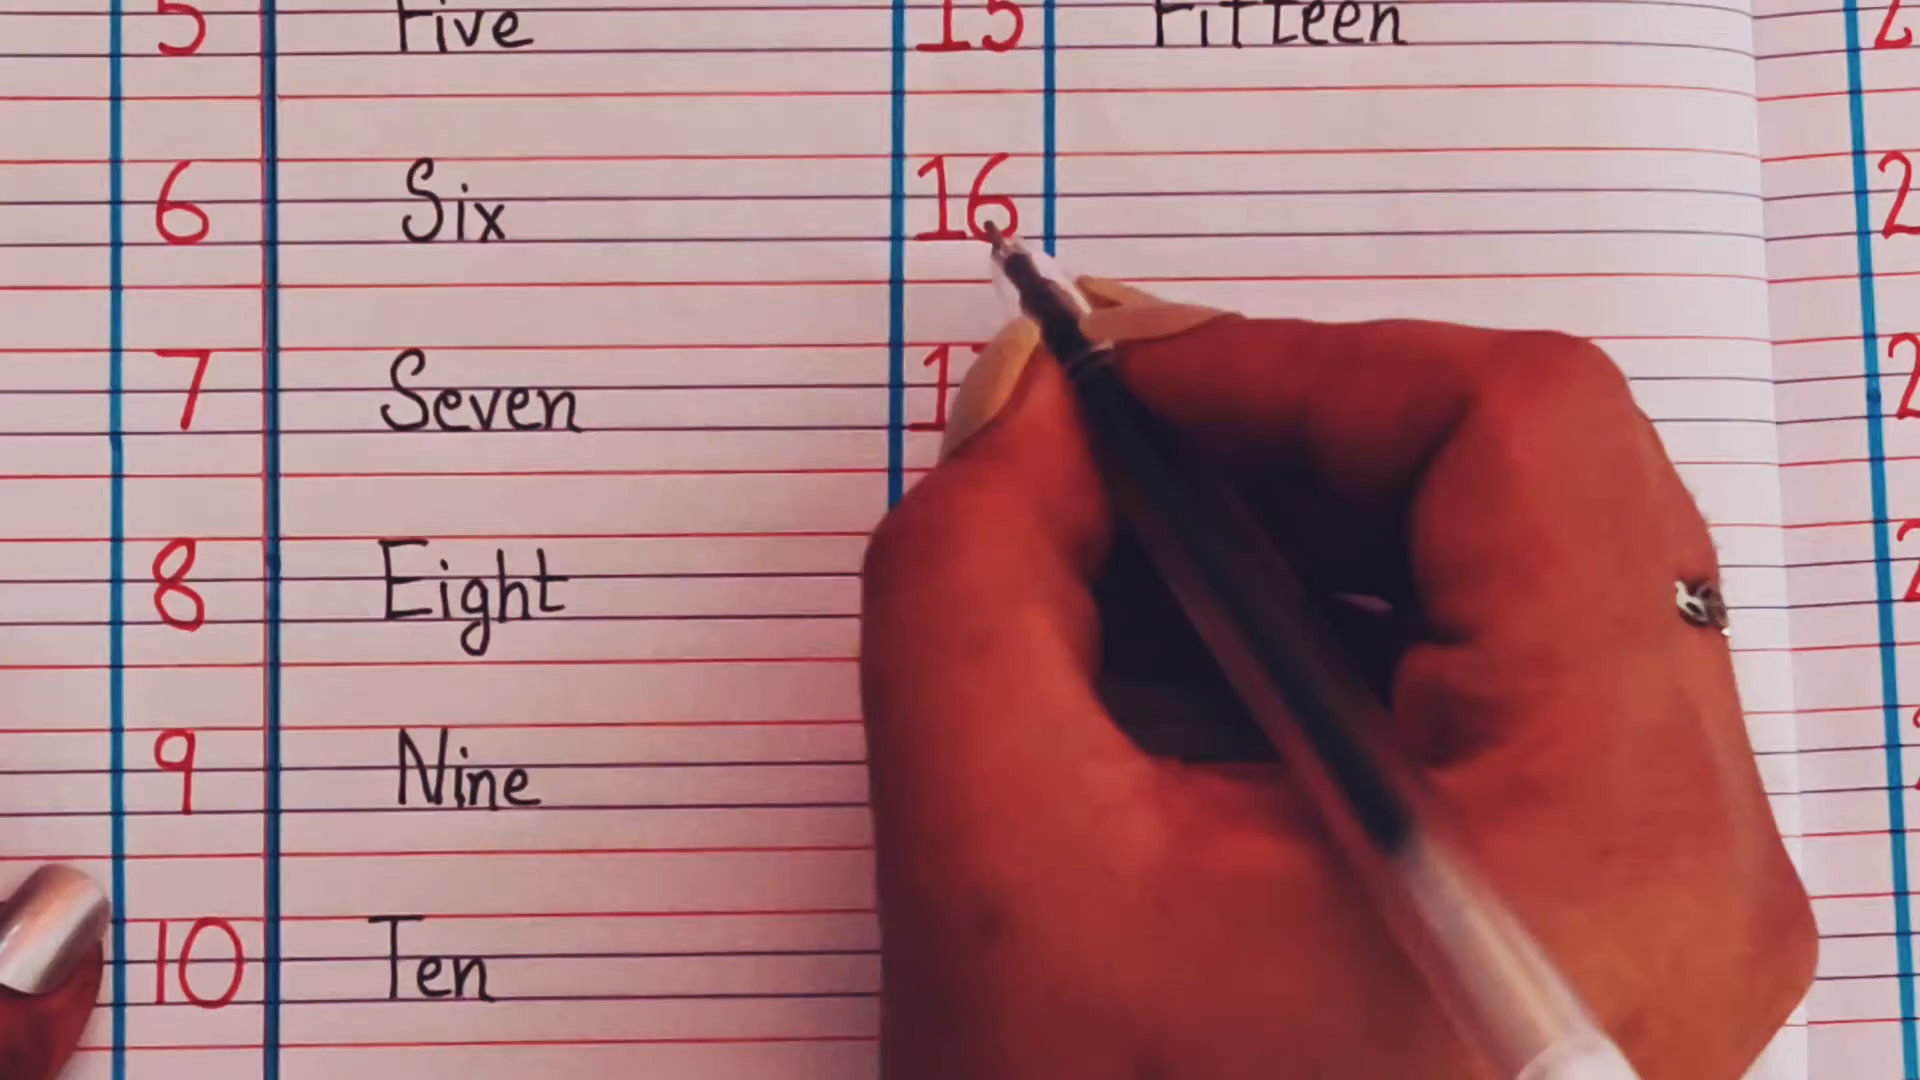 5 Five 15 Fifteen
6 Six 16
7 Seven
8 Eight
9 Nine
10 Ten